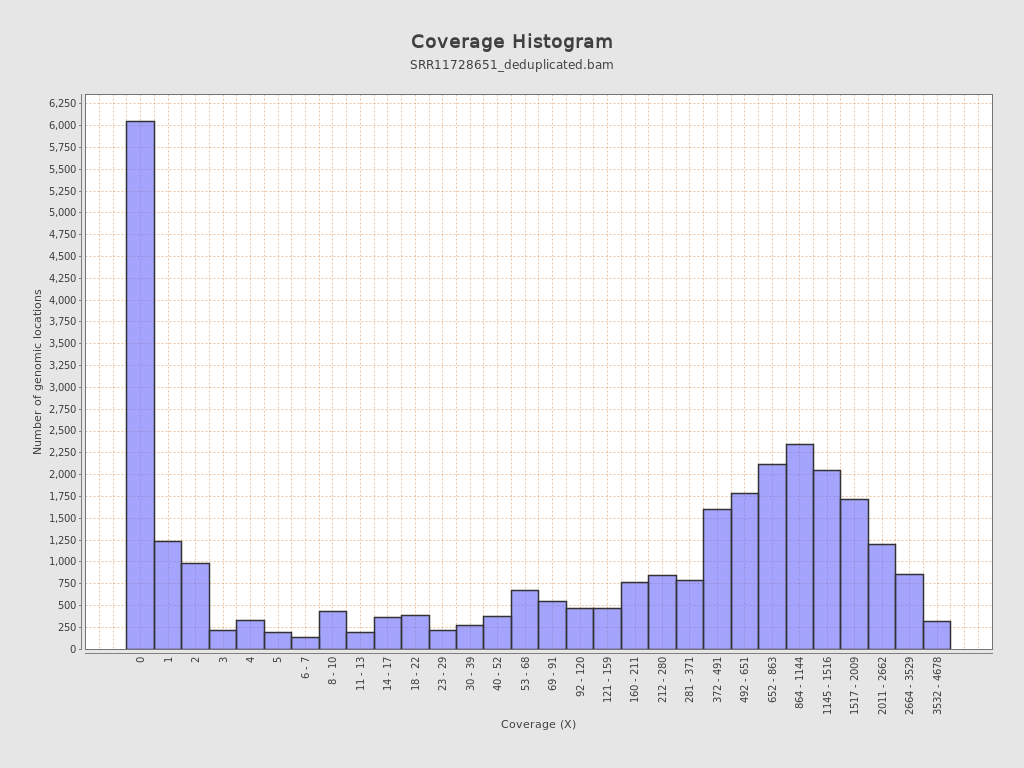 Coverage Histogram
SRR11728651_deduplicated.bam
Number of genomic locations
6,250
6,000
5,750
5,500
5,250
5,000
4,750
4,500
4,250
4,000
3,750
3,500
3,250
3,000
2,750
2,500
2,250
2,000
1,750
1,500
1,250
1,000
750
500
250
0
0
1
2
3
4
5
6 - 7
8 - 10
11 - 13
14 - 17
18 - 22
23 - 29
30 - 39
40 - 52
53 - 68
69 - 91
92 - 120
121 - 159
160 - 211
212 - 280
281 - 371
372 - 491
492 - 651
652 - 863
864 - 1144
1145 - 1516
1517 - 2009
2011 - 2662
2664 - 3529
3532 - 4678
Coverage (X)